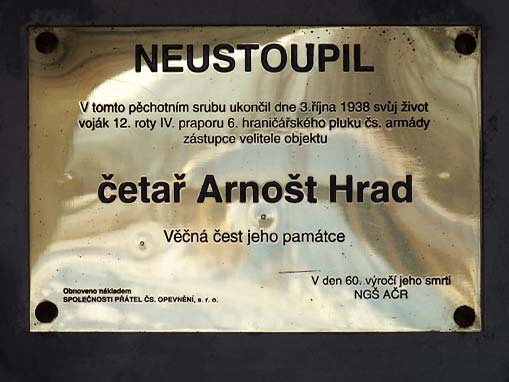 NEUSTOUPIL
V tomto pěchotním srubu ukončil dne 3.října 1938 svůj život
voják 12. roty IV. praporu 6. hraničářského pluku čs. armády
zástupce velitele objektu
četař Arnošt Hrad
Věčná čest jeho památce
Obnoveno nákladem
SPOLEČNOSTI PŘÁTEL ČS. OPEVNĚNÍ, s. r. o.
V den 60. výročí jeho smrti
NGŠ AČR